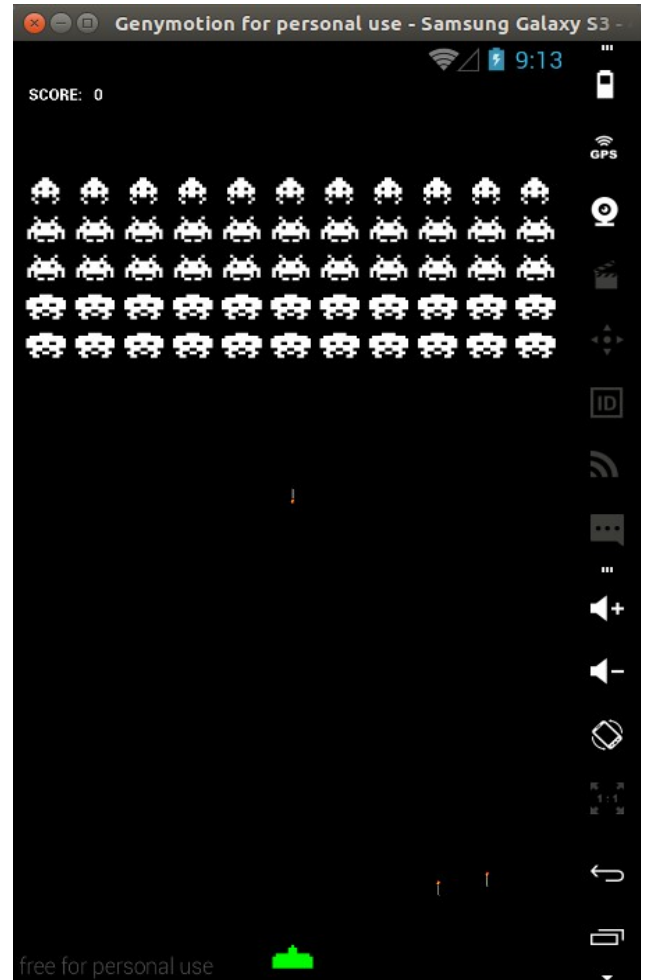 Genymotion for personal use - Samsung Galaxy S3 -
9:13
SCORE: 0
GPS
ID
1:1
free for personal use